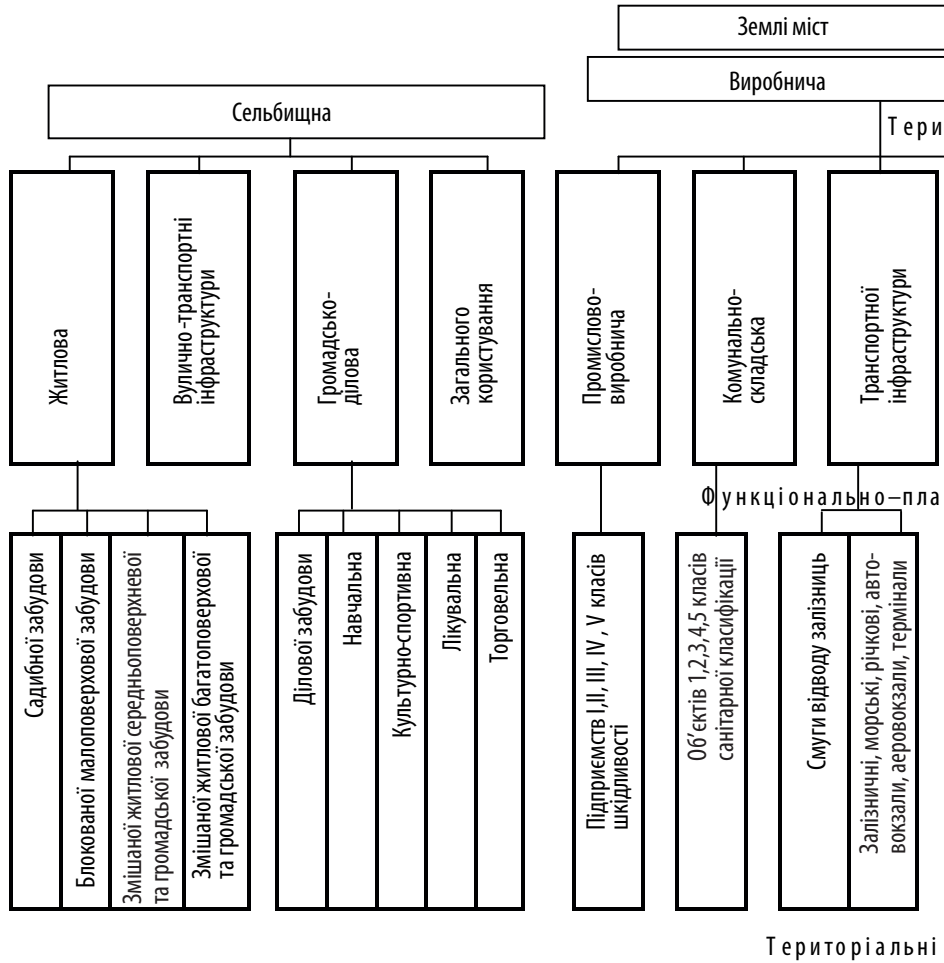 Землі міст
Виробнича
Сельбищна
Тери
Житлова
Вулично-транспортні
інфраструктури
Громадсько-
ділова
Загального
користування
Промислово-
виробнича
Комунально-
складська
Транспортної
інфраструктури
Функціонально–пла
Садибної забудови
Блокованої малоповерхової забудови
Змішаної житлової середньоповерхневої
та громадської забудови
Змішаної житлової багатоповерхової
та громадської забудови
Ділової забудови
Навчальна
Культурно-спортивна
Лікувальна
Торговельна
Підприємств І,ІІ, ІІІ, IV , V класів
шкідливості
Об’єктів 1,2,3,4,5 класів
санітарної класифікації
Смуги відводу залізниць
Залізничні, морські, річкові, авто-
вокзали, аеровокзали, термінали
Територіальні